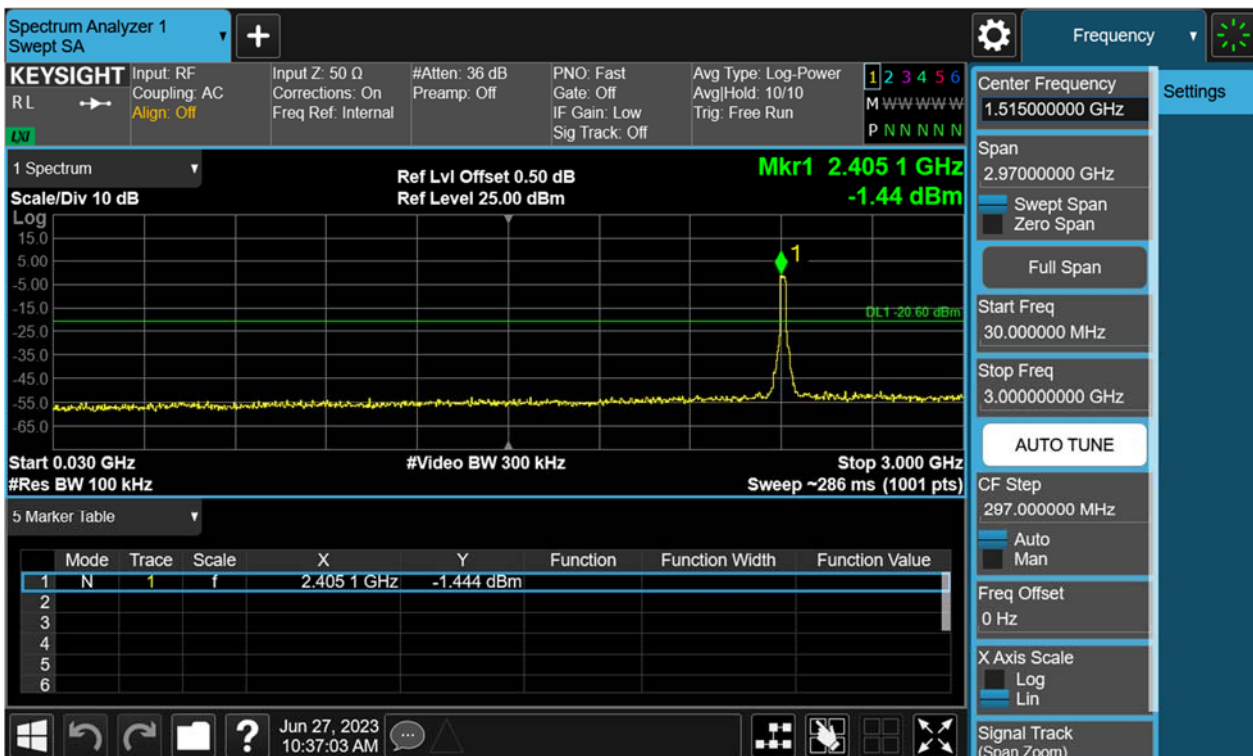 Spectrum Analyzer 1
Swept SA
+
Frequency
KEYSIGHT
RL
LXI
Input: RF
Coupling: AC
Align: Off
Input Z: 50 Ω
Corrections: On
Freq Ref: Internal
#Atten: 36 dB
Preamp: Off
PNO: Fast
Gate: Off
IF Gain: Low
Sig Track: Off
Avg Type: Log-Power
Avg|Hold: 10/10
Trig: Free Run
1 2 3 4 5 6
M W W W W W
P N N N N N
1 Spectrum
Scale/Div 10 dB
Ref Lvl Offset 0.50 dB
Ref Level 25.00 dBm
Mkr1 2.405 1 GHz
-1.44 dBm
Log
15.0
5.00
-5.00
-15.0
-25.0
-35.0
-45.0
-55.0
-65.0
1
DL1 -20.60 dBm
Start 0.030 GHz
#Video BW 300 kHz
Stop 3.000 GHz
#Res BW 100 kHz
Sweep ~286 ms (1001 pts)
5 Marker Table
Mode Trace Scale X Y Function Function Width Function Value
1 N 1 f 2.405 1 GHz -1.444 dBm
2
3
4
5
6
?
Jun 27, 2023
10:37:03 AM
Center Frequency
1.515000000 GHz
Settings
Span
2.97000000 GHz
Swept Span
Zero Span
Full Span
Start Freq
30.000000 MHz
Stop Freq
3.000000000 GHz
AUTO TUNE
CF Step
297.000000 MHz
Auto
Man
Freq Offset
0 Hz
X Axis Scale
Log
Lin
Signal Track
(Span Zoom)